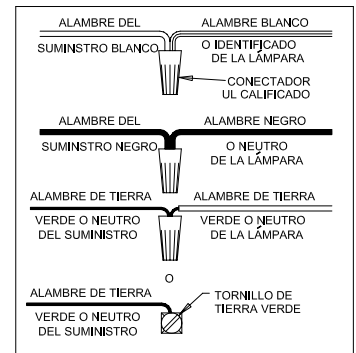 ALAMBRE DEL ALAMBRE BLANCO
SUMINSTRO BLANCO O IDENTIFICADO
DE LA LÁMPARA
CONECTADOR
UL CALIFICADO
ALAMBRE DEL ALAMBRE NEGRO
SUMINSTRO NEGRO O NEUTRO
DE LA LÁMPARA
ALAMBRE DE TIERRA ALAMBRE DE TIERRA
VERDE O NEUTRO VERDE O NEUTRO
DEL SUMINISTRO DE LA LÁMPARA
O
ALAMBRE DE TIERRA TORNILLO DE
VERDE O NEUTRO TIERRA VERDE
DEL SUMINISTRO